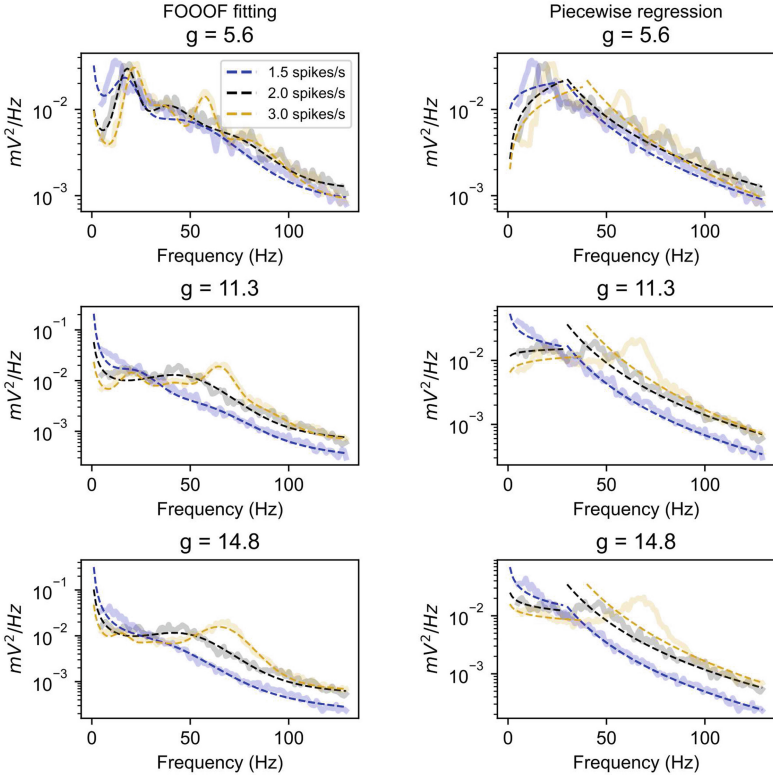 FOOOF fitting
g = 5.6
Piecewise regression
g = 5.6
1.5 spikes/s
2.0 spikes/s
3.0 spikes/s
mV²/Hz
10⁻²
10⁻³
0 50 100
Frequency (Hz)
mV²/Hz
10⁻²
10⁻³
0 50 100
Frequency (Hz)
g = 11.3
g = 11.3
mV²/Hz
10⁻¹
10⁻²
10⁻³
0 50 100
Frequency (Hz)
mV²/Hz
10⁻²
10⁻³
0 50 100
Frequency (Hz)
g = 14.8
g = 14.8
mV²/Hz
10⁻¹
10⁻²
10⁻³
0 50 100
Frequency (Hz)
mV²/Hz
10⁻²
10⁻³
0 50 100
Frequency (Hz)